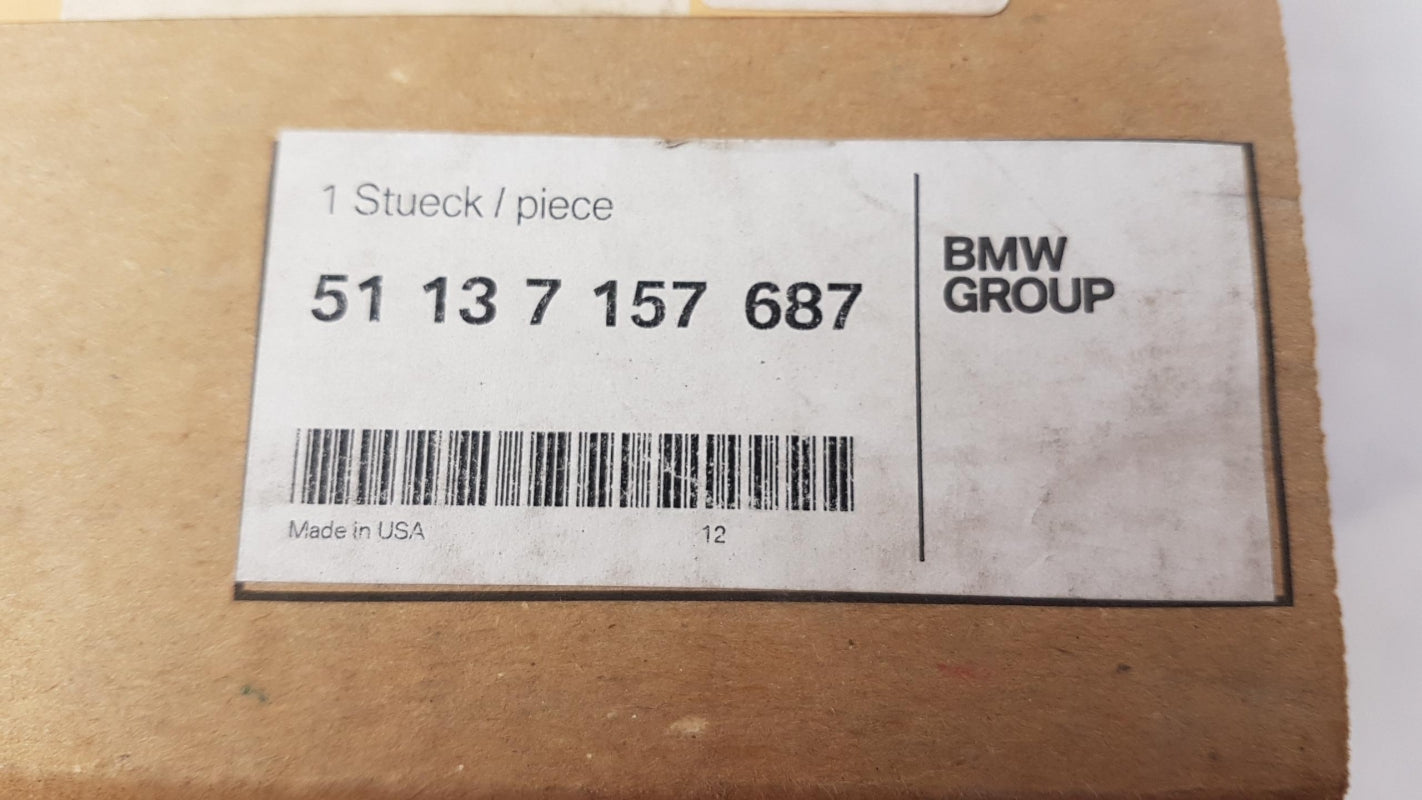 1 Stueck / piece
51 13 7 157 687
BMW
GROUP
Made in USA
12